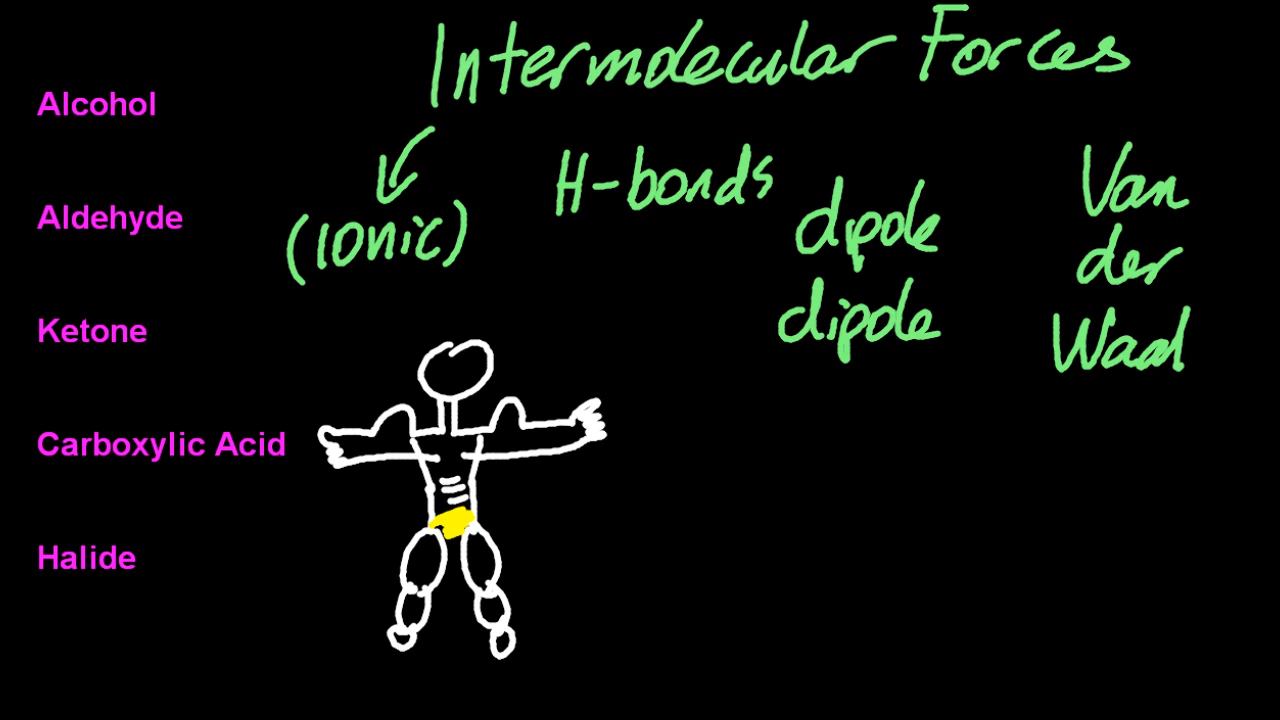 Intermolecular Forces
Alcohol
Aldehyde
Ketone
Carboxylic Acid
Halide
(Ionic)
H-bonds
dipole
dipole
Van
der
Waal